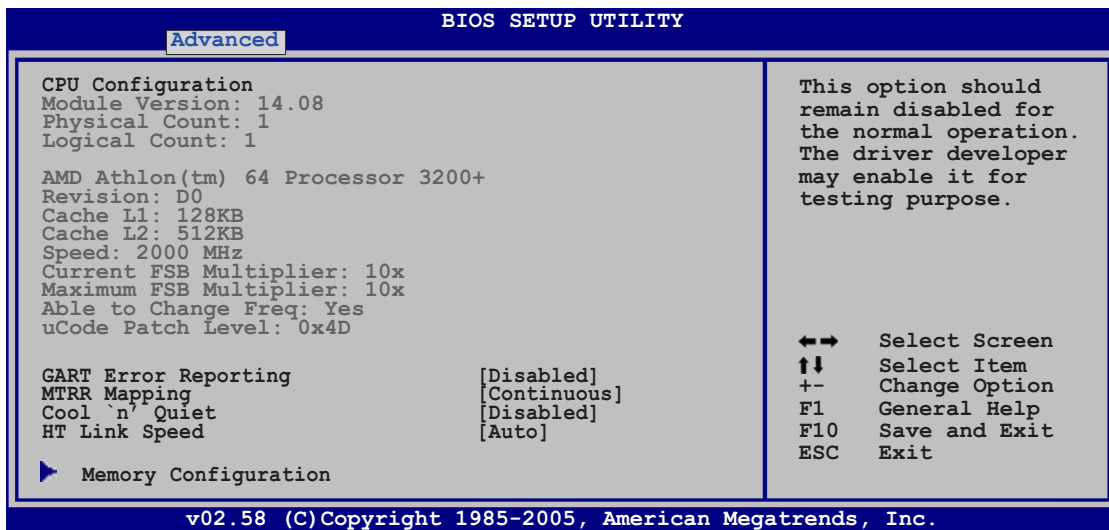 BIOS SETUP UTILITY
Advanced
CPU Configuration
Module Version: 14.08
Physical Count: 1
Logical Count: 1
AMD Athlon(tm) 64 Processor 3200+
Revision: D0
Cache L1: 128KB
Cache L2: 512KB
Speed: 2000 MHz
Current FSB Multiplier: 10x
Maximum FSB Multiplier: 10x
Able to Change Freq: Yes
uCode Patch Level: 0x4D
GART Error Reporting [Disabled]
MTRR Mapping [Continuous]
Cool `n’ Quiet [Disabled]
HT Link Speed [Auto]
Memory Configuration
This option should
remain disabled for
the normal operation.
The driver developer
may enable it for
testing purpose.
←→ Select Screen
↑↓ Select Item
+- Change Option
F1 General Help
F10 Save and Exit
ESC Exit
v02.58 (C)Copyright 1985-2005, American Megatrends, Inc.